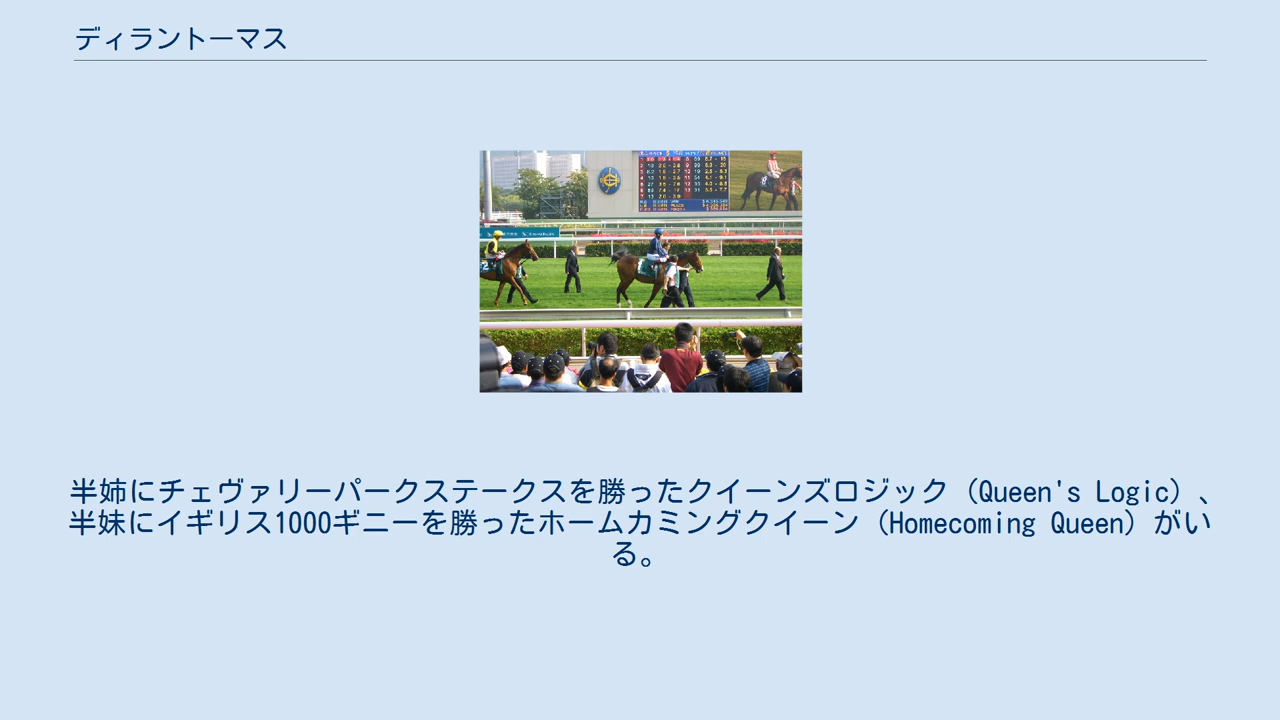 ディラントーマス
半姉にチェヴァリーパークステークスを勝ったクイーンズロジック（Queen's Logic）、
半妹にイギリス1000ギニーを勝ったホームカミングクイーン（Homecoming Queen）がい
る。